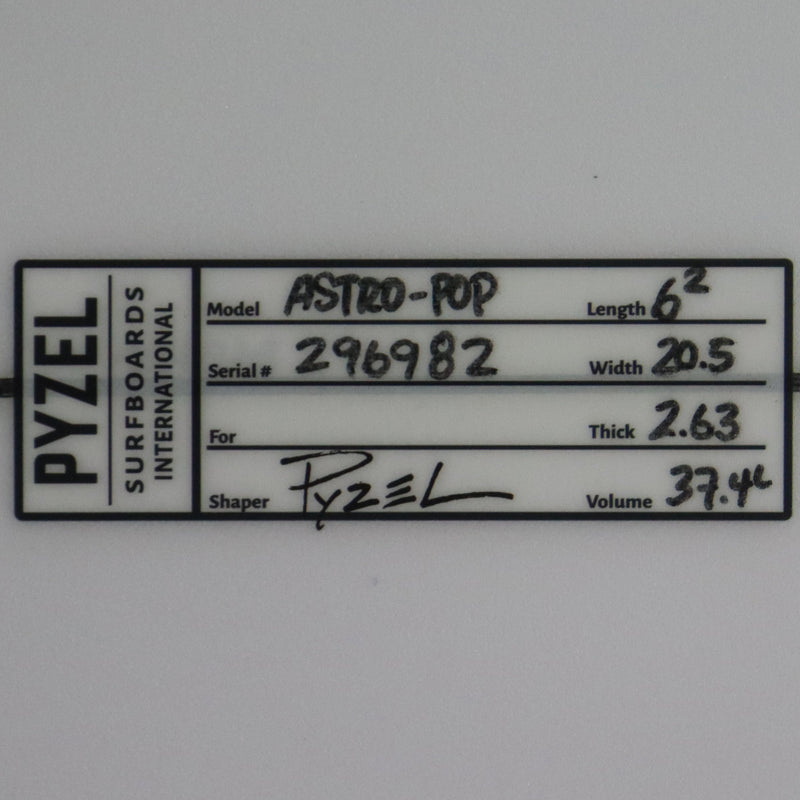 PYZEL
SURFBOARDS
INTERNATIONAL
Model ASTRO-POP Length 6²
Serial # 296982 Width 20.5
For Thick 2.63
Shaper PYZEL Volume 37.4L